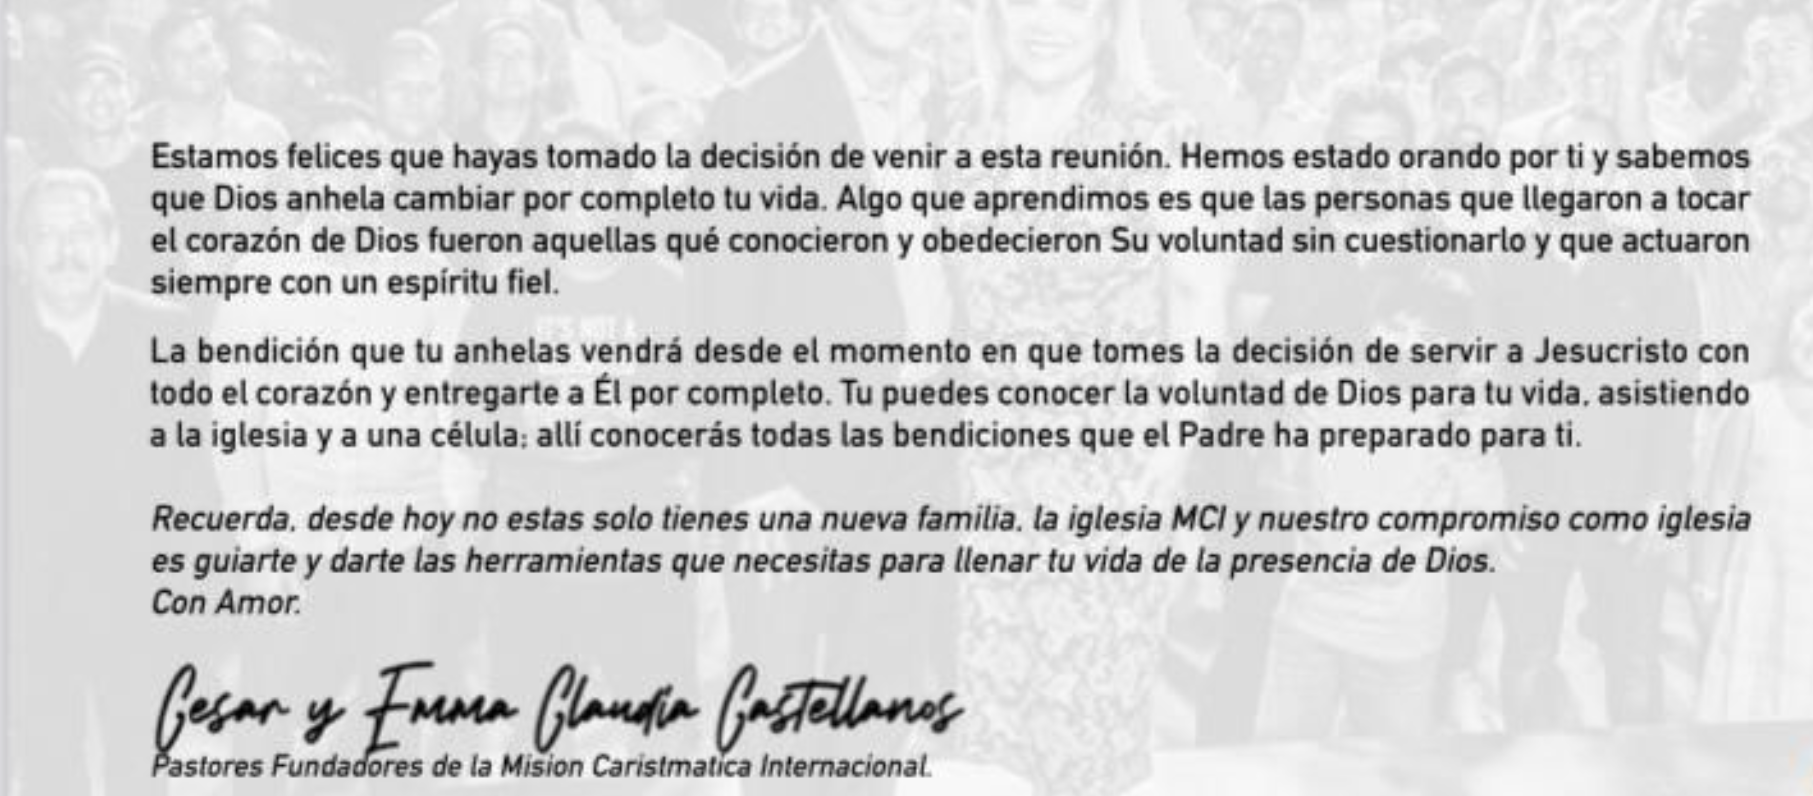 Estamos felices que hayas tomado la decisión de venir a esta reunión. Hemos estado orando por ti y sabemos
que Dios anhela cambiar por completo tu vida. Algo que aprendimos es que las personas que llegaron a tocar
el corazón de Dios fueron aquellas qué conocieron y obedecieron Su voluntad sin cuestionarlo y que actuaron
siempre con un espíritu fiel.
La bendición que tu anhelas vendrá desde el momento en que tomes la decisión de servir a Jesucristo con
todo el corazón y entregarte a Él por completo. Tu puedes conocer la voluntad de Dios para tu vida, asistiendo
a la iglesia y a una célula; allí conocerás todas las bendiciones que el Padre ha preparado para ti.
Recuerda, desde hoy no estas solo tienes una nueva familia, la iglesia MCI y nuestro compromiso como iglesia
es guiarte y darte las herramientas que necesitas para llenar tu vida de la presencia de Dios.
Con Amor.
Cesar y Emma Claudia Castellanos
Pastores Fundadores de la Mision Caristmatica Internacional.